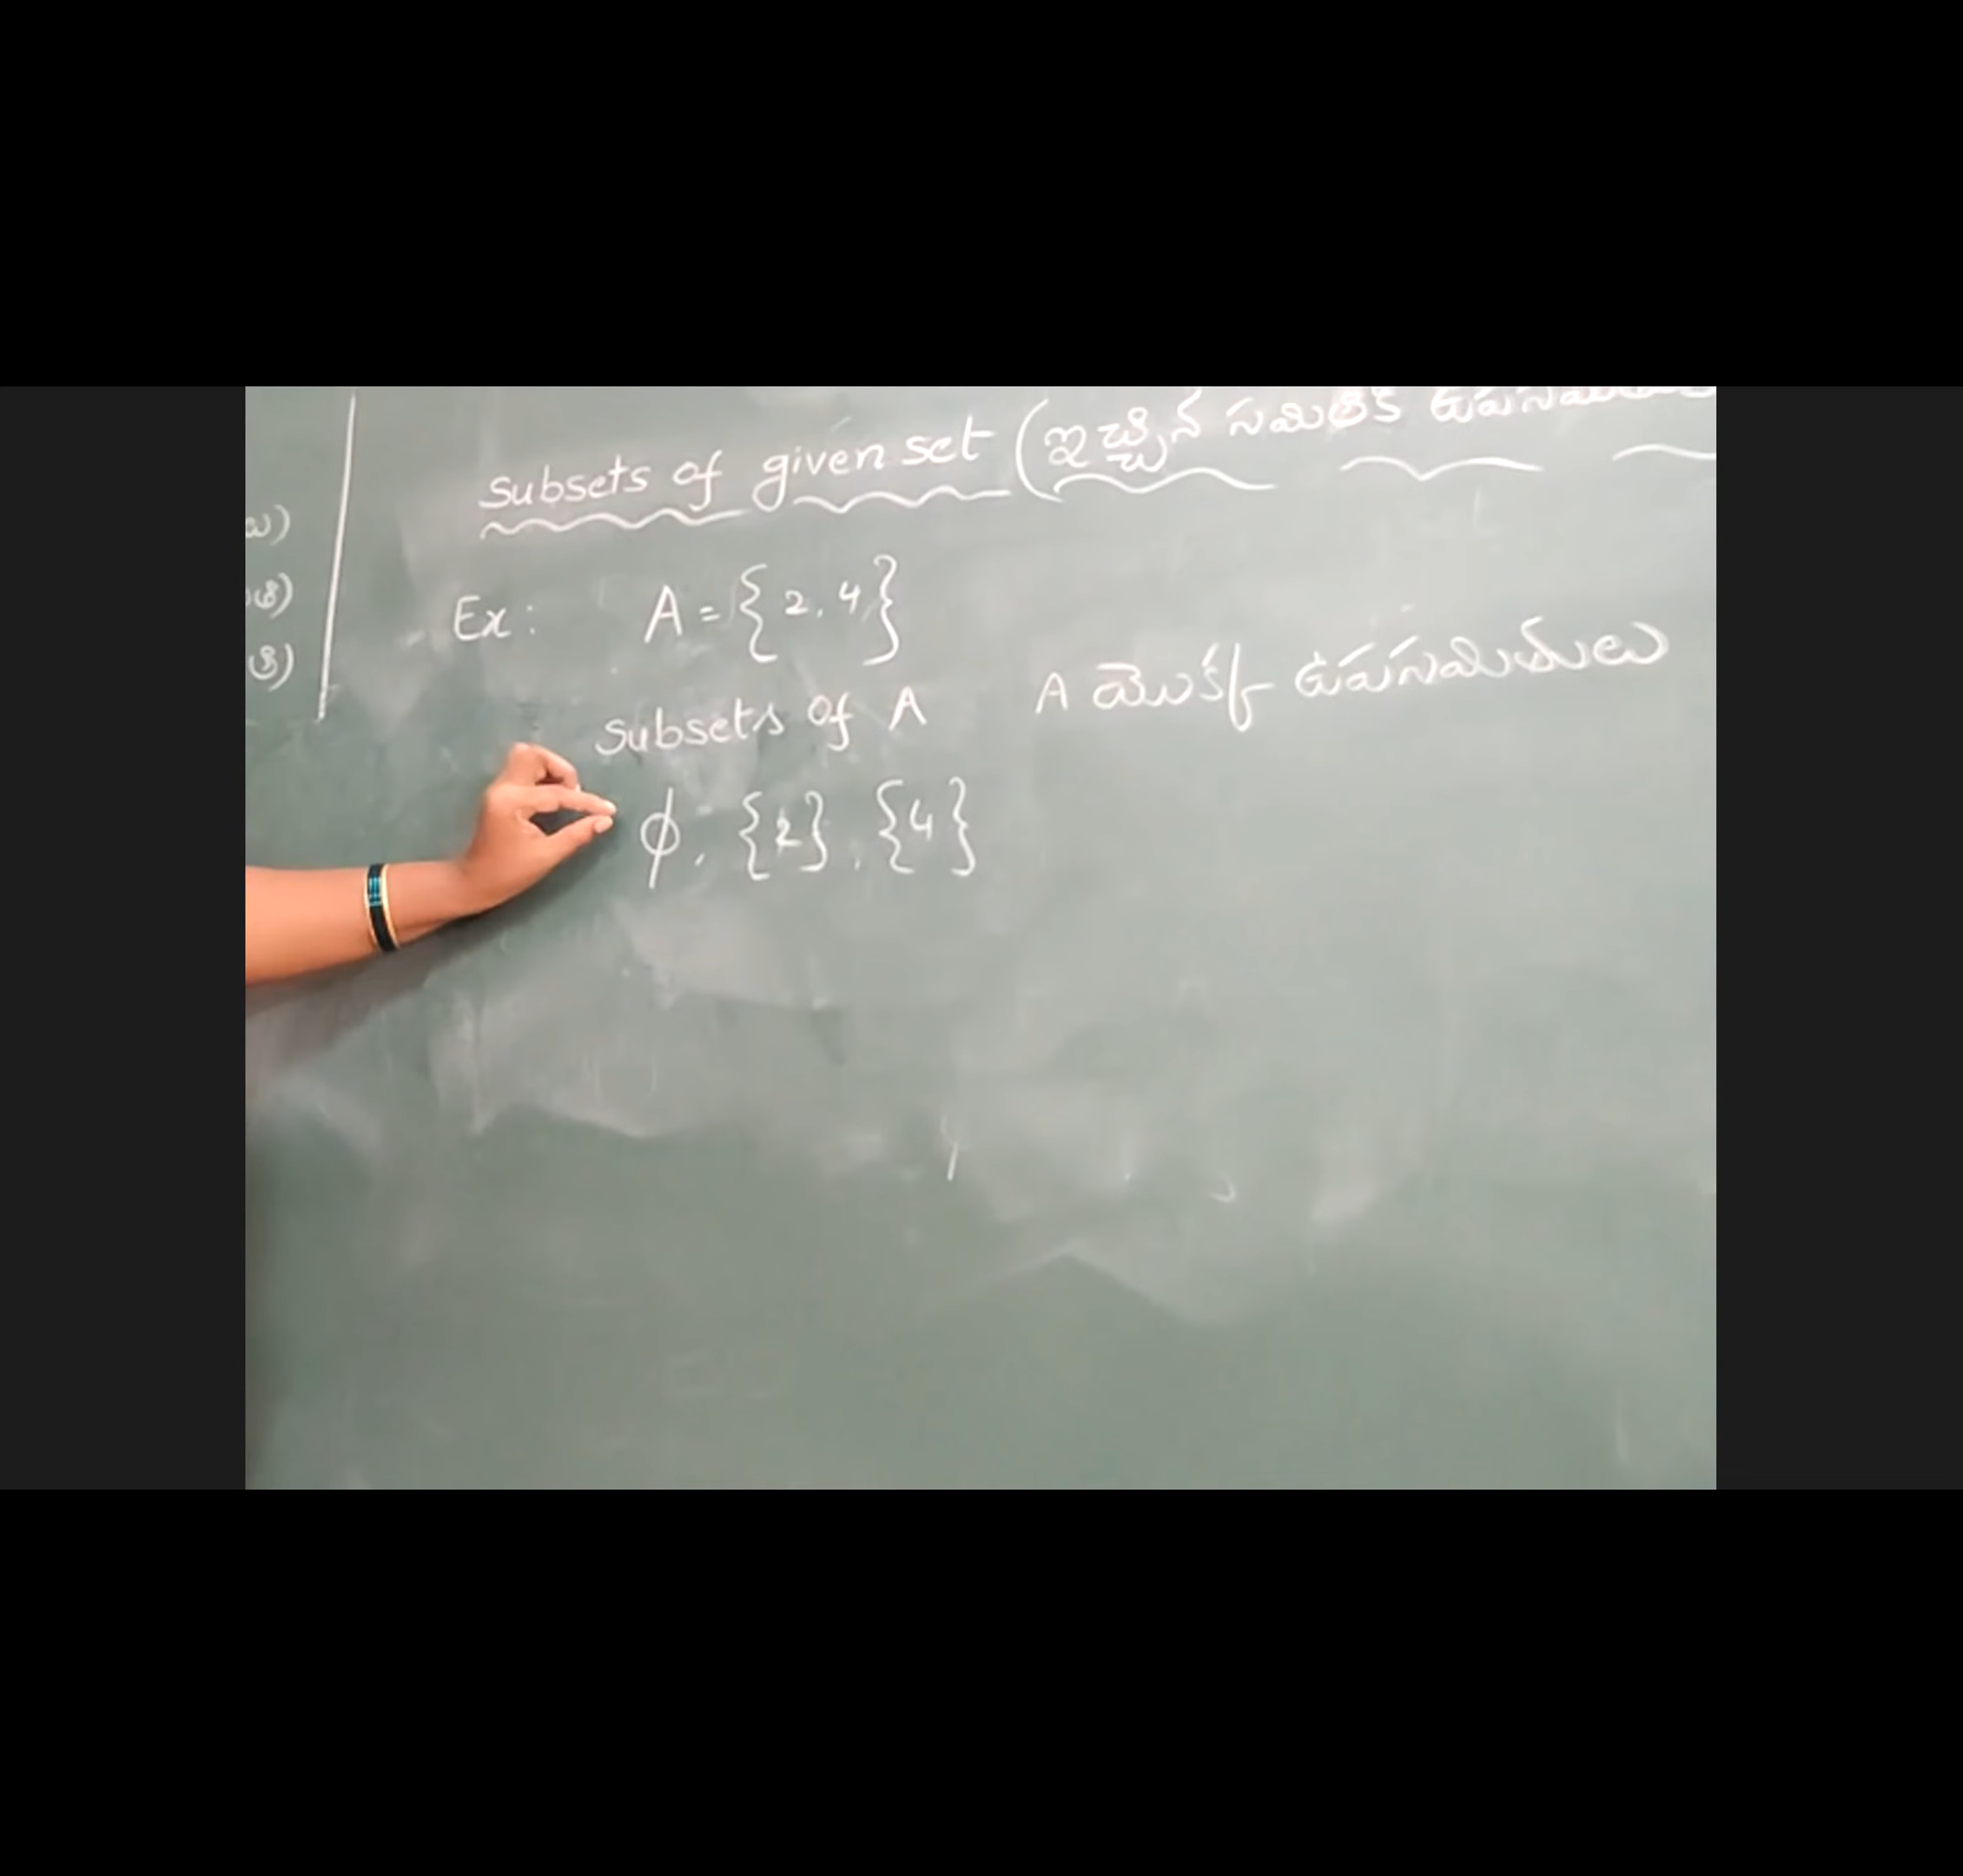 Subsets of given set (ఇచ్చిన సమితికి
Ex: A = {2, 4}
Subsets of A A యొక్క ఉపసమితులు
ϕ, {2}, {4}